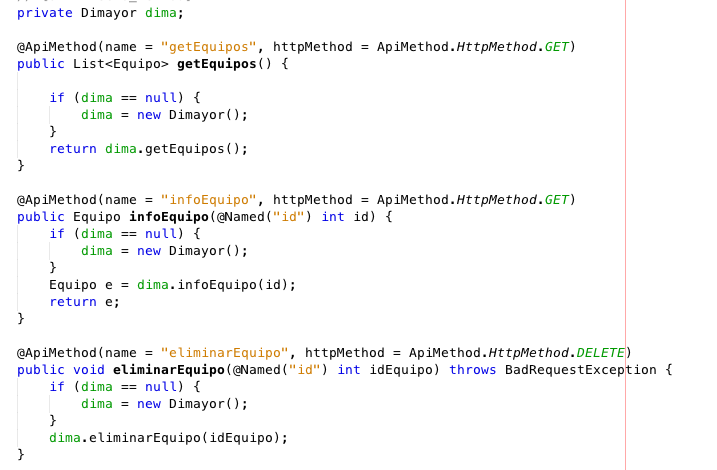 private Dimayor dima;
@ApiMethod(name = "getEquipos", httpMethod = ApiMethod.HttpMethod.GET)
public List<Equipo> getEquipos() {
if (dima == null) {
dima = new Dimayor();
}
return dima.getEquipos();
}
@ApiMethod(name = "infoEquipo", httpMethod = ApiMethod.HttpMethod.GET)
public Equipo infoEquipo(@Named("id") int id) {
if (dima == null) {
dima = new Dimayor();
}
Equipo e = dima.infoEquipo(id);
return e;
}
@ApiMethod(name = "eliminarEquipo", httpMethod = ApiMethod.HttpMethod.DELETE)
public void eliminarEquipo(@Named("id") int idEquipo) throws BadRequestException {
if (dima == null) {
dima = new Dimayor();
}
dima.eliminarEquipo(idEquipo);
}